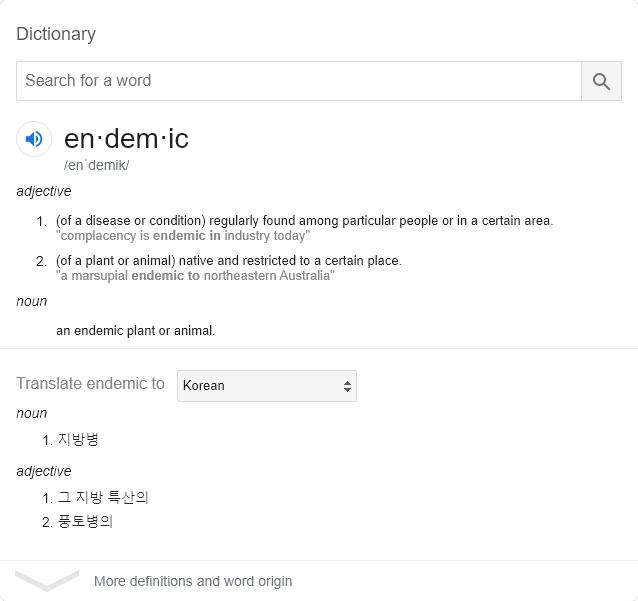 Dictionary
Search for a word
en·dem·ic
/enˈdemik/
adjective
1. (of a disease or condition) regularly found among particular people or in a certain area.
"complacency is endemic in industry today"
2. (of a plant or animal) native and restricted to a certain place.
"a marsupial endemic to northeastern Australia"
noun
an endemic plant or animal.
Translate endemic to Korean
noun
1. 지방병
adjective
1. 그 지방 특산의
2. 풍토병의
More definitions and word origin